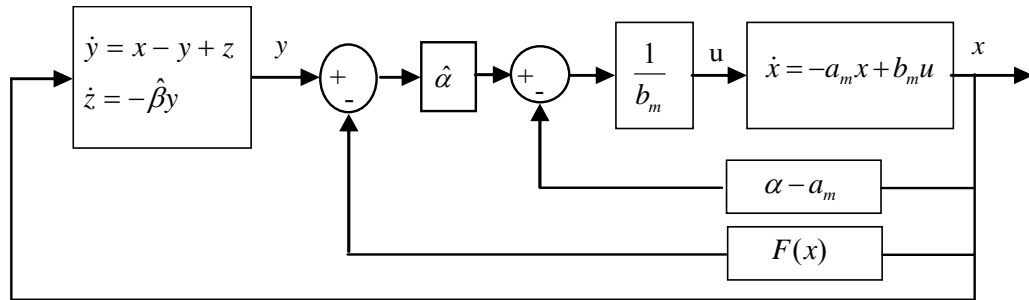 ẏ = x − y + z
ż = −β̂y
y
+
-
α̂
+
-
1
b_m
u
ẋ = −a_m x + b_m u
x
α − a_m
F(x)